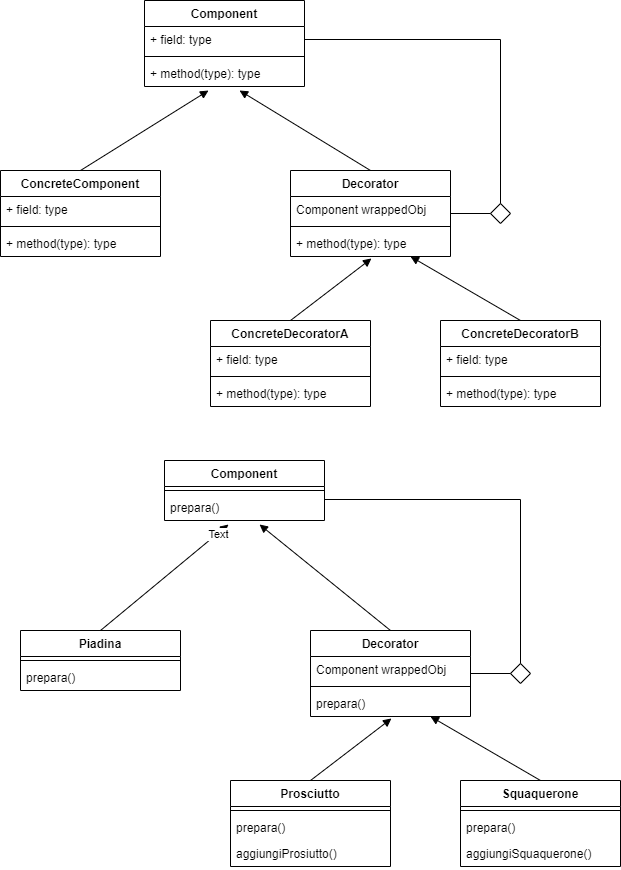 Component
+ field: type
+ method(type): type
ConcreteComponent
+ field: type
+ method(type): type
Decorator
Component wrappedObj
+ method(type): type
ConcreteDecoratorA
+ field: type
+ method(type): type
ConcreteDecoratorB
+ field: type
+ method(type): type
Component
prepara()
Text
Piadina
prepara()
Decorator
Component wrappedObj
prepara()
Prosciutto
prepara()
aggiungiProsiutto()
Squaquerone
prepara()
aggiungiSquaquerone()